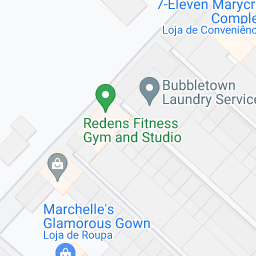 7-Eleven Marycr
Comple
Loja de Conveniênc
Bubbletown
Laundry Service
Redens Fitness
Gym and Studio
Marchelle's
Glamorous Gown
Loja de Roupa